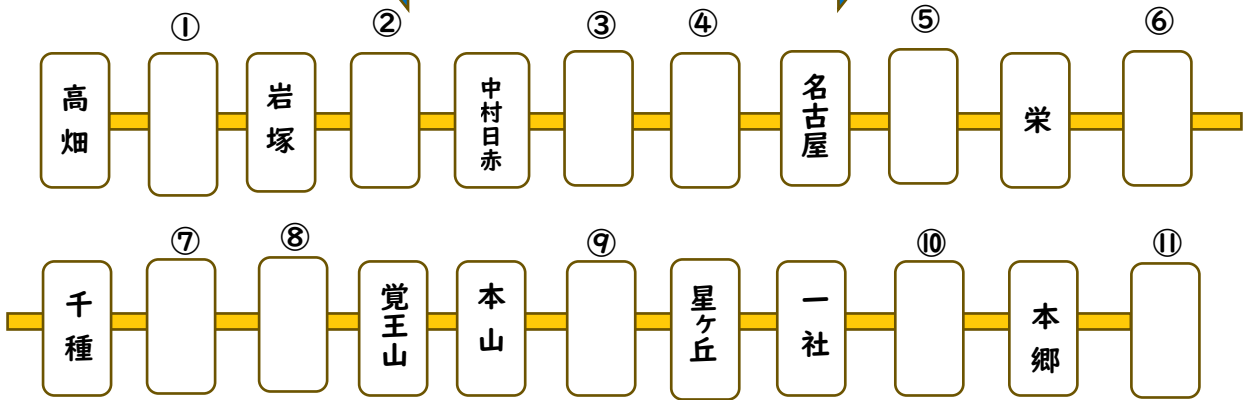 ① ② ③ ④ ⑤ ⑥
高畑 岩塚 中村日赤 名古屋 栄
⑦ ⑧ ⑨ ⑩ ⑪
千種 覚王山 本山 星ヶ丘 一社 本郷